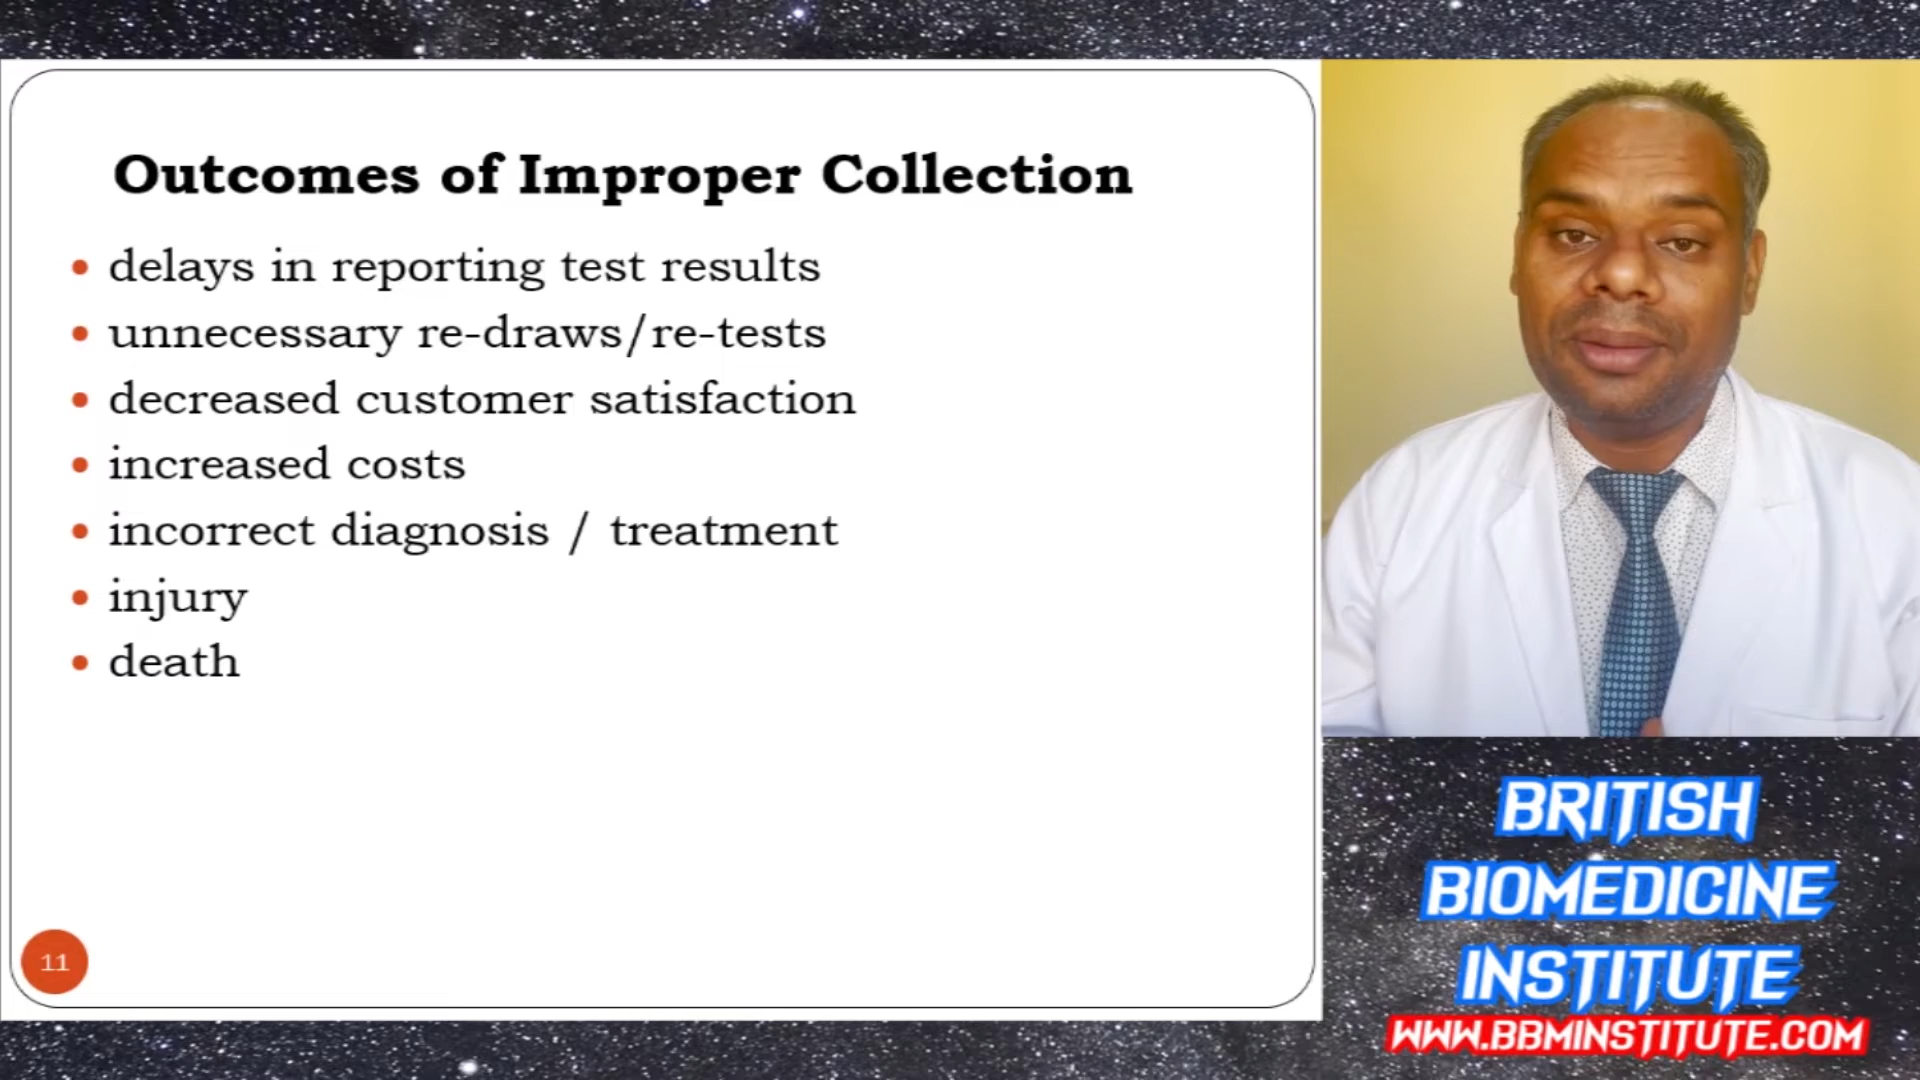 Outcomes of Improper Collection
delays in reporting test results
unnecessary re-draws/re-tests
decreased customer satisfaction
increased costs
incorrect diagnosis / treatment
injury
death
11
BRITISH
BIOMEDICINE
INSTITUTE
WWW.BBMINSTITUTE.COM